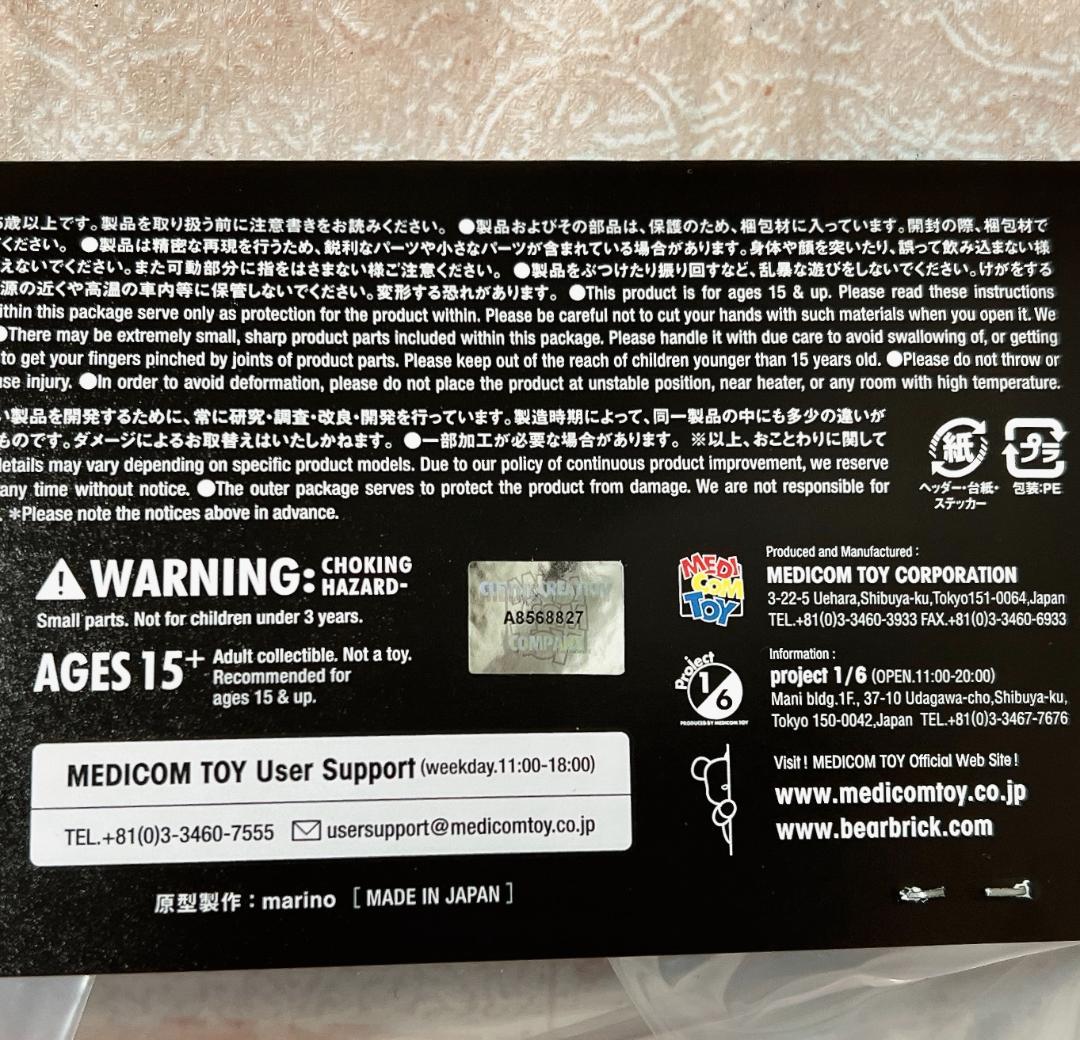 歳以上です。製品を取り扱う前に注意書きをお読みください。 ●製品およびその部品は、保護のため、梱包材に入っています。開封の際、梱包材で
ください。 ●製品は精密な再現を行うため、鋭利なパーツや小さなパーツが含まれている場合があります。身体や顔を突いたり、誤って飲み込まない様
えないでください。また可動部分に指をはさまない様ご注意ください。 ●製品をぶつけたり振り回すなど、乱暴な遊びをしないでください。けがをする
源の近くや高温の車内等に保管しないでください。変形する恐れがあります。 ●This product is for ages 15 & up. Please read these instructions
ithin this package serve only as protection for the product within. Please be careful not to cut your hands with such materials when you open it. We
●There may be extremely small, sharp product parts included within this package. Please handle it with due care to avoid swallowing of, or getting
to get your fingers pinched by joints of product parts. Please keep out of the reach of children younger than 15 years old. ●Please do not throw or
use injury. ●In order to avoid deformation, please do not place the product at unstable position, near heater, or any room with high temperature.
い製品を開発するために、常に研究・調査・改良・開発を行っています。製造時期によって、同一製品の中にも多少の違いが
ものです。ダメージによるお取替えはいたしかねます。 ●一部加工が必要な場合があります。 ※以上、おことわりに関して
details may vary depending on specific product models. Due to our policy of continuous product improvement, we reserve
any time without notice. ●The outer package serves to protect the product from damage. We are not responsible for
. *Please note the notices above in advance.
紙
プラ
ヘッダー・台紙・
ステッカー
包装:PE
WARNING: CHOKING
HAZARD-
Small parts. Not for children under 3 years.
AGES 15+ Adult collectible. Not a toy.
Recommended for
ages 15 & up.
A8568827
COMPANY
MEDI
COM
TOY
Produced and Manufactured :
MEDICOM TOY CORPORATION
3-22-5 Uehara,Shibuya-ku,Tokyo151-0064,Japan
TEL.+81(0)3-3460-3933 FAX.+81(0)3-3460-6933
Project
1/6
PRODUCED BY MEDICOM TOY
Information :
project 1/6 (OPEN.11:00-20:00)
Mani bldg.1F., 37-10 Udagawa-cho,Shibuya-ku,
Tokyo 150-0042,Japan TEL.+81(0)3-3467-7676
Visit ! MEDICOM TOY Official Web Site !
www.medicomtoy.co.jp
www.bearbrick.com
MEDICOM TOY User Support (weekday.11:00-18:00)
TEL.+81(0)3-3460-7555 usersupport@medicomtoy.co.jp
原型製作：marino [ MADE IN JAPAN ]